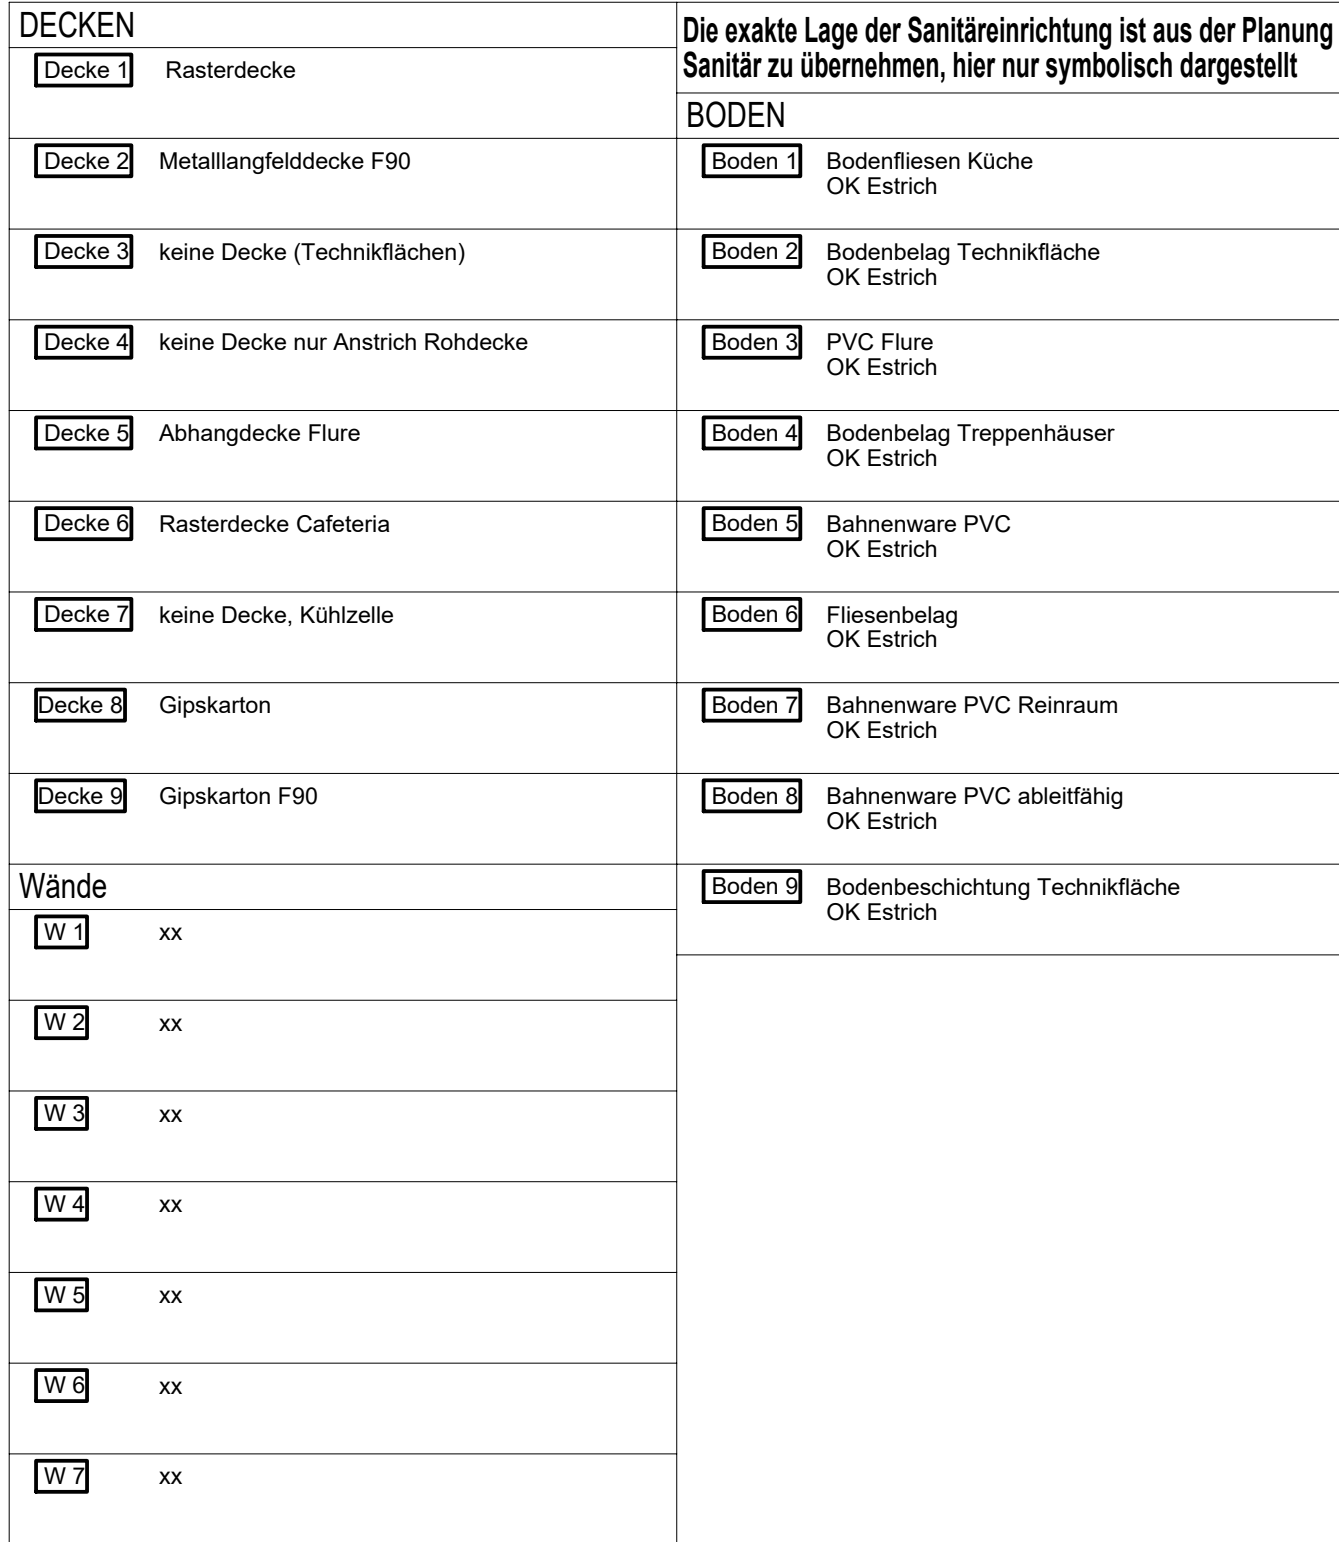 DECKEN
Decke 1 Rasterdecke
Decke 2 Metalllangfelddecke F90
Decke 3 keine Decke (Technikflächen)
Decke 4 keine Decke nur Anstrich Rohdecke
Decke 5 Abhangdecke Flure
Decke 6 Rasterdecke Cafeteria
Decke 7 keine Decke, Kühlzelle
Decke 8 Gipskarton
Decke 9 Gipskarton F90
Wände
W 1 xx
W 2 xx
W 3 xx
W 4 xx
W 5 xx
W 6 xx
W 7 xx
Die exakte Lage der Sanitäreinrichtung ist aus der Planung
Sanitär zu übernehmen, hier nur symbolisch dargestellt
BODEN
Boden 1 Bodenfliesen Küche
OK Estrich
Boden 2 Bodenbelag Technikfläche
OK Estrich
Boden 3 PVC Flure
OK Estrich
Boden 4 Bodenbelag Treppenhäuser
OK Estrich
Boden 5 Bahnenware PVC
OK Estrich
Boden 6 Fliesenbelag
OK Estrich
Boden 7 Bahnenware PVC Reinraum
OK Estrich
Boden 8 Bahnenware PVC ableitfähig
OK Estrich
Boden 9 Bodenbeschichtung Technikfläche
OK Estrich